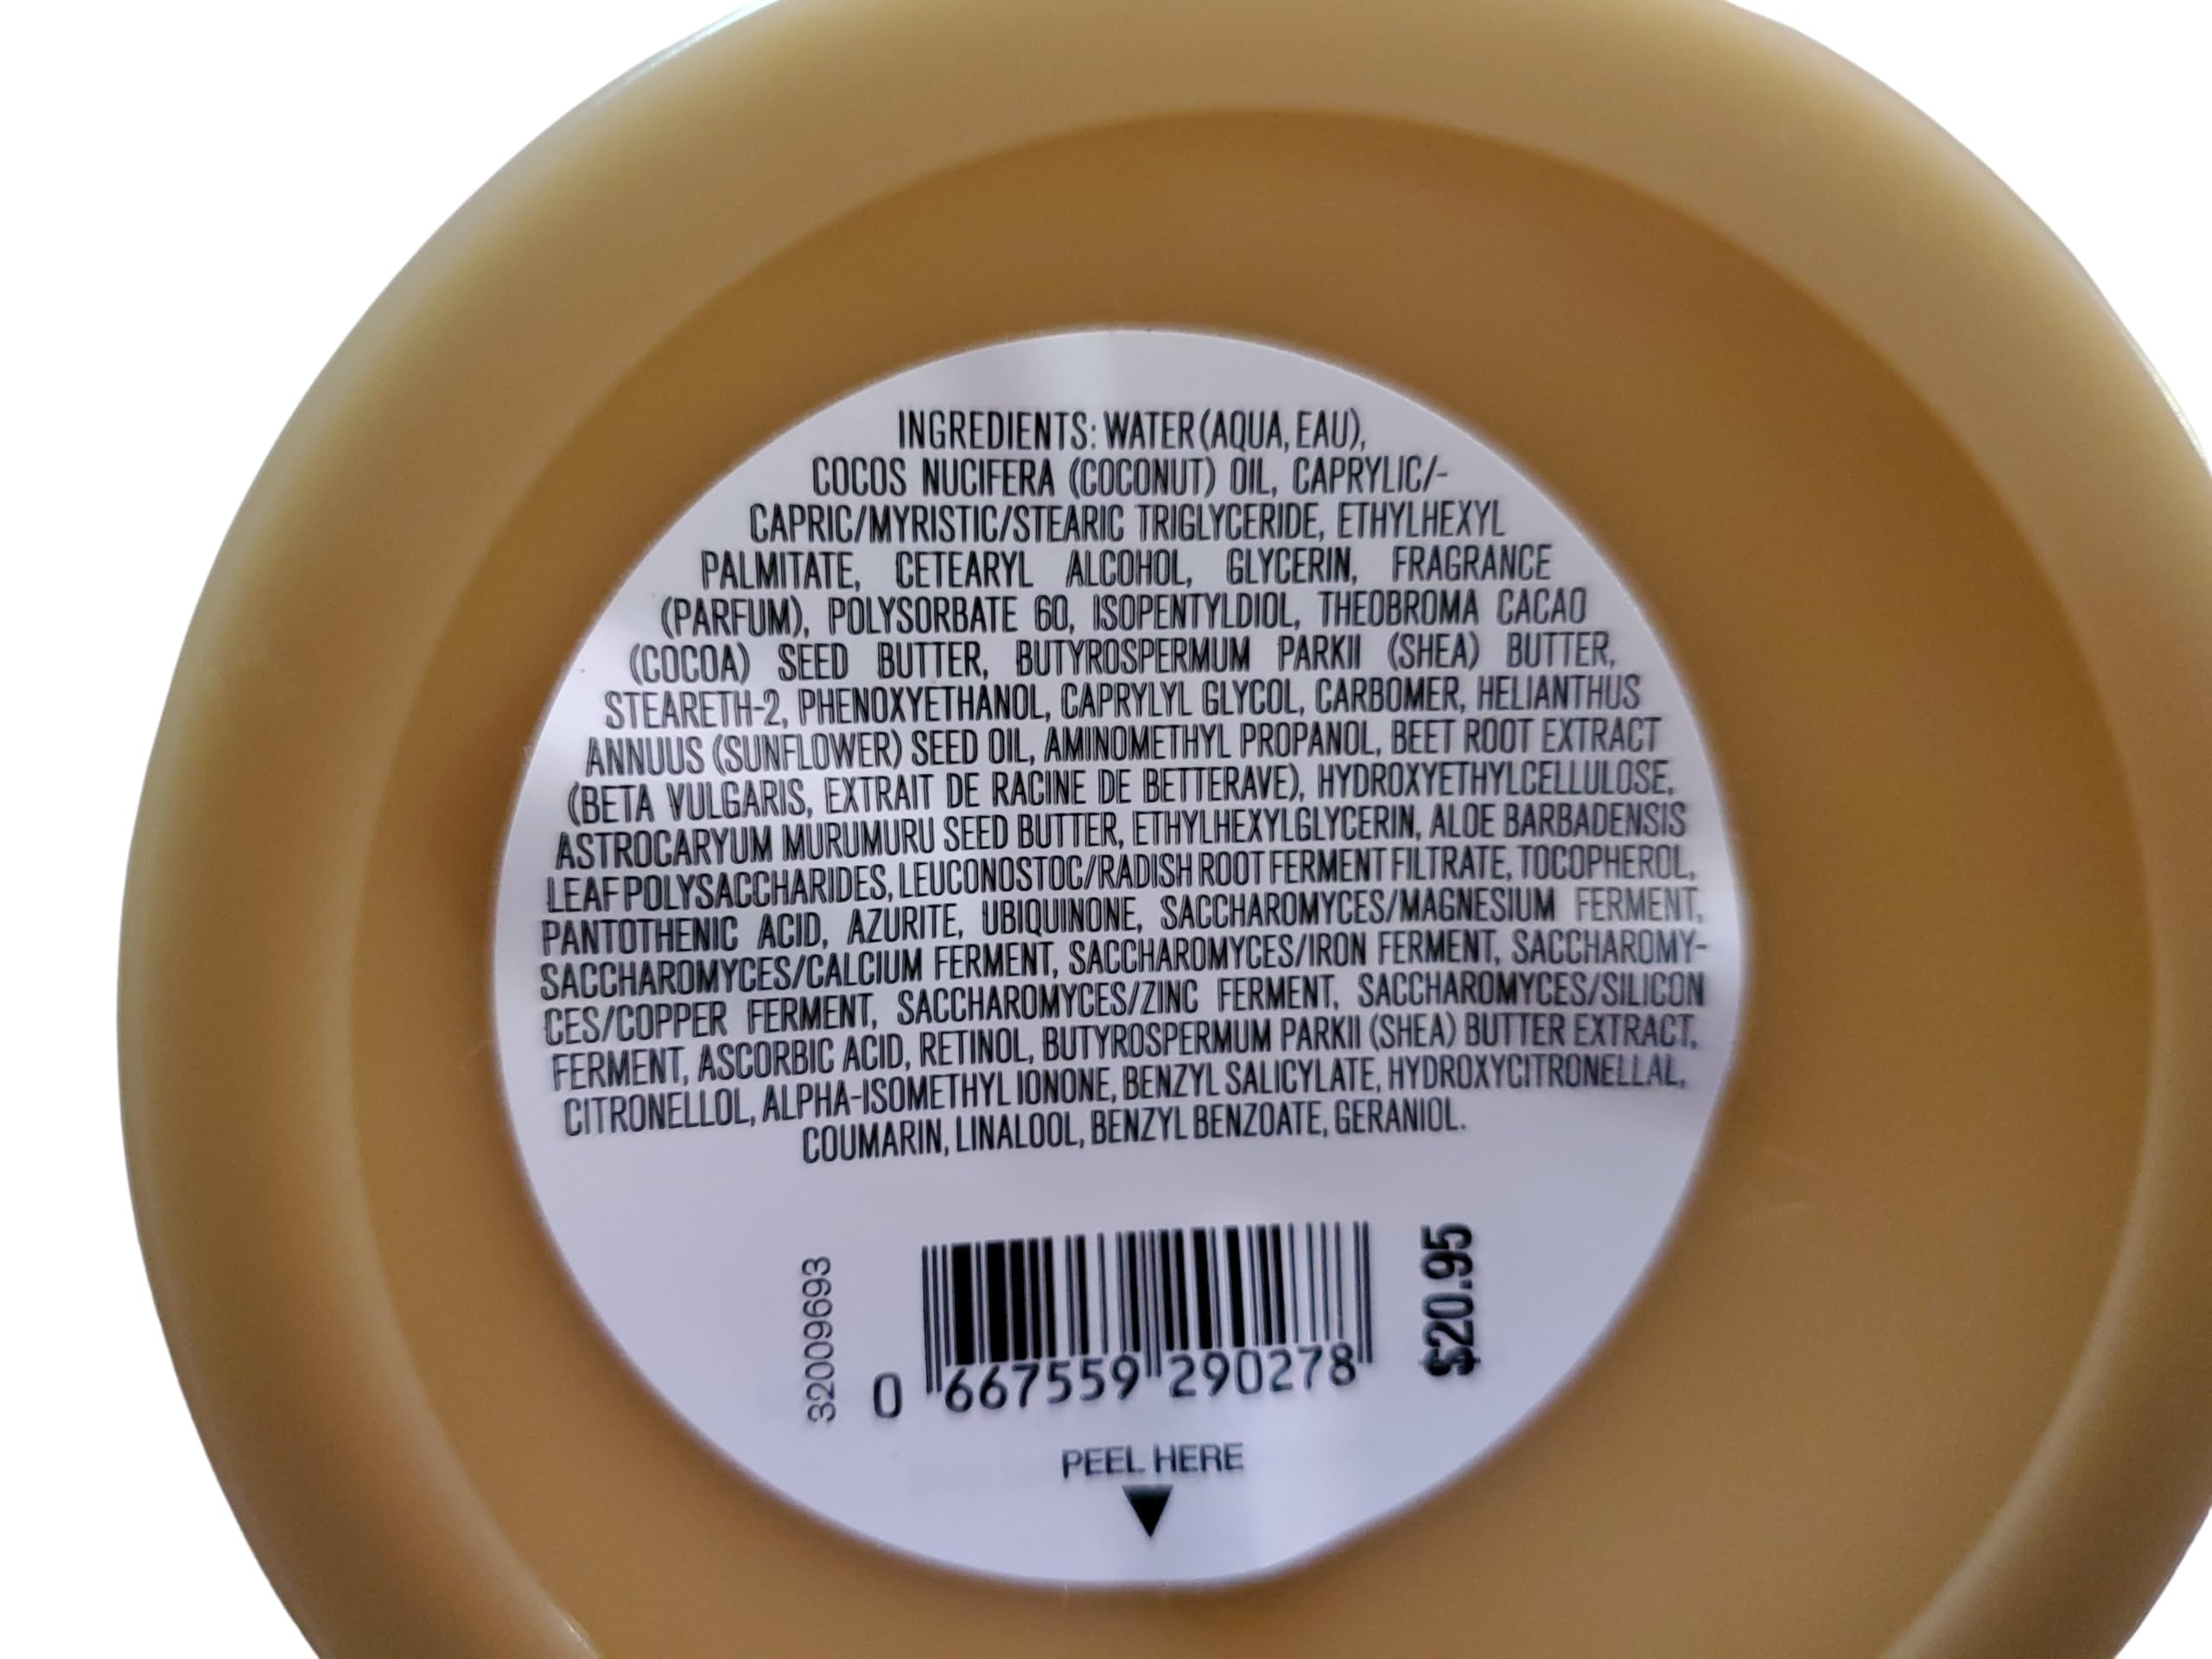 INGREDIENTS: WATER (AQUA, EAU),
COCOS NUCIFERA (COCONUT) OIL, CAPRYLIC/-
CAPRIC/MYRISTIC/STEARIC TRIGLYCERIDE, ETHYLHEXYL
PALMITATE, CETEARYL ALCOHOL, GLYCERIN, FRAGRANCE
(PARFUM), POLYSORBATE 60, ISOPENTYLDIOL, THEOBROMA CACAO
(COCOA) SEED BUTTER, BUTYROSPERMUM PARKII (SHEA) BUTTER,
STEARETH-2, PHENOXYETHANOL, CAPRYLYL GLYCOL, CARBOMER, HELIANTHUS
ANNUUS (SUNFLOWER) SEED OIL, AMINOMETHYL PROPANOL, BEET ROOT EXTRACT
(BETA VULGARIS, EXTRAIT DE RACINE DE BETTERAVE), HYDROXYETHYLCELLULOSE,
ASTROCARYUM MURUMURU SEED BUTTER, ETHYLHEXYLGLYCERIN, ALOE BARBADENSIS
LEAF POLYSACCHARIDES, LEUCONOSTOC/RADISH ROOT FERMENT FILTRATE, TOCOPHEROL,
PANTOTHENIC ACID, AZURITE, UBIQUINONE, SACCHAROMYCES/MAGNESIUM FERMENT,
SACCHAROMYCES/CALCIUM FERMENT, SACCHAROMYCES/IRON FERMENT, SACCHAROMY-
CES/COPPER FERMENT, SACCHAROMYCES/ZINC FERMENT, SACCHAROMYCES/SILICON
FERMENT, ASCORBIC ACID, RETINOL, BUTYROSPERMUM PARKII (SHEA) BUTTER EXTRACT,
CITRONELLOL, ALPHA-ISOMETHYL IONONE, BENZYL SALICYLATE, HYDROXYCITRONELLAL,
COUMARIN, LINALOOL, BENZYL BENZOATE, GERANIOL.
32009693
0 667559 290278
$20.95
PEEL HERE